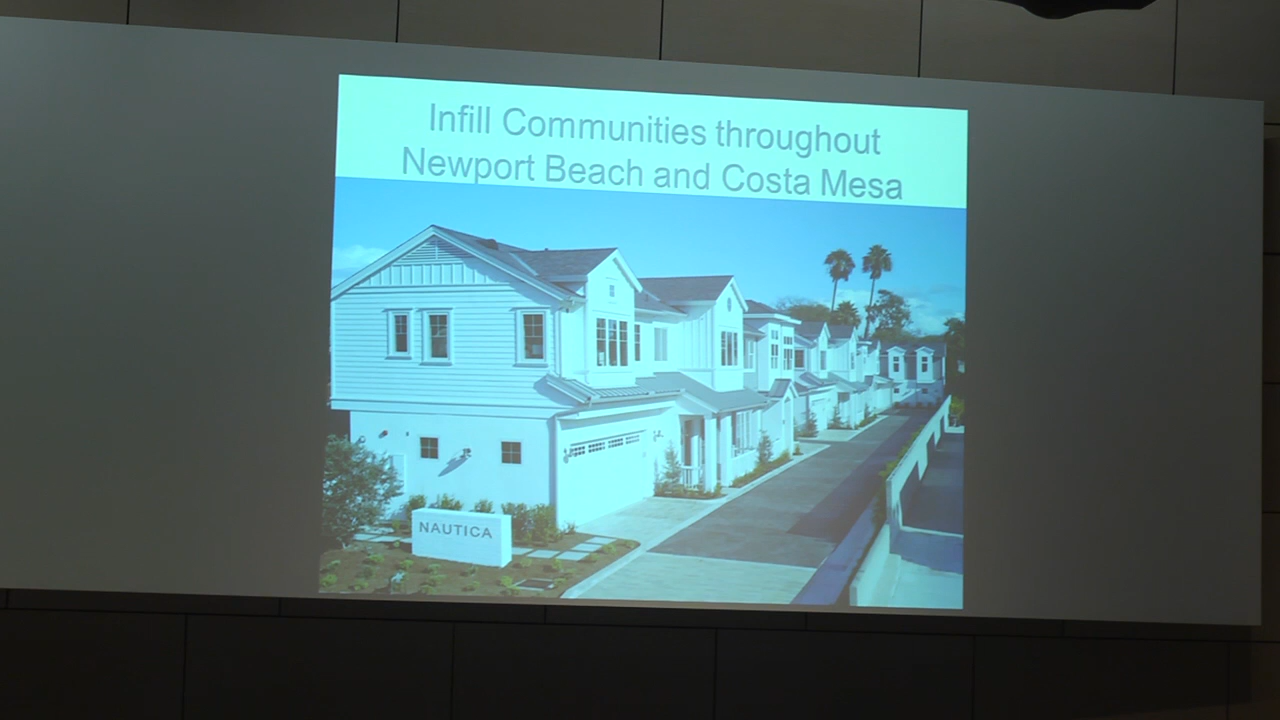 Infill Communities throughout
Newport Beach and Costa Mesa
NAUTICA